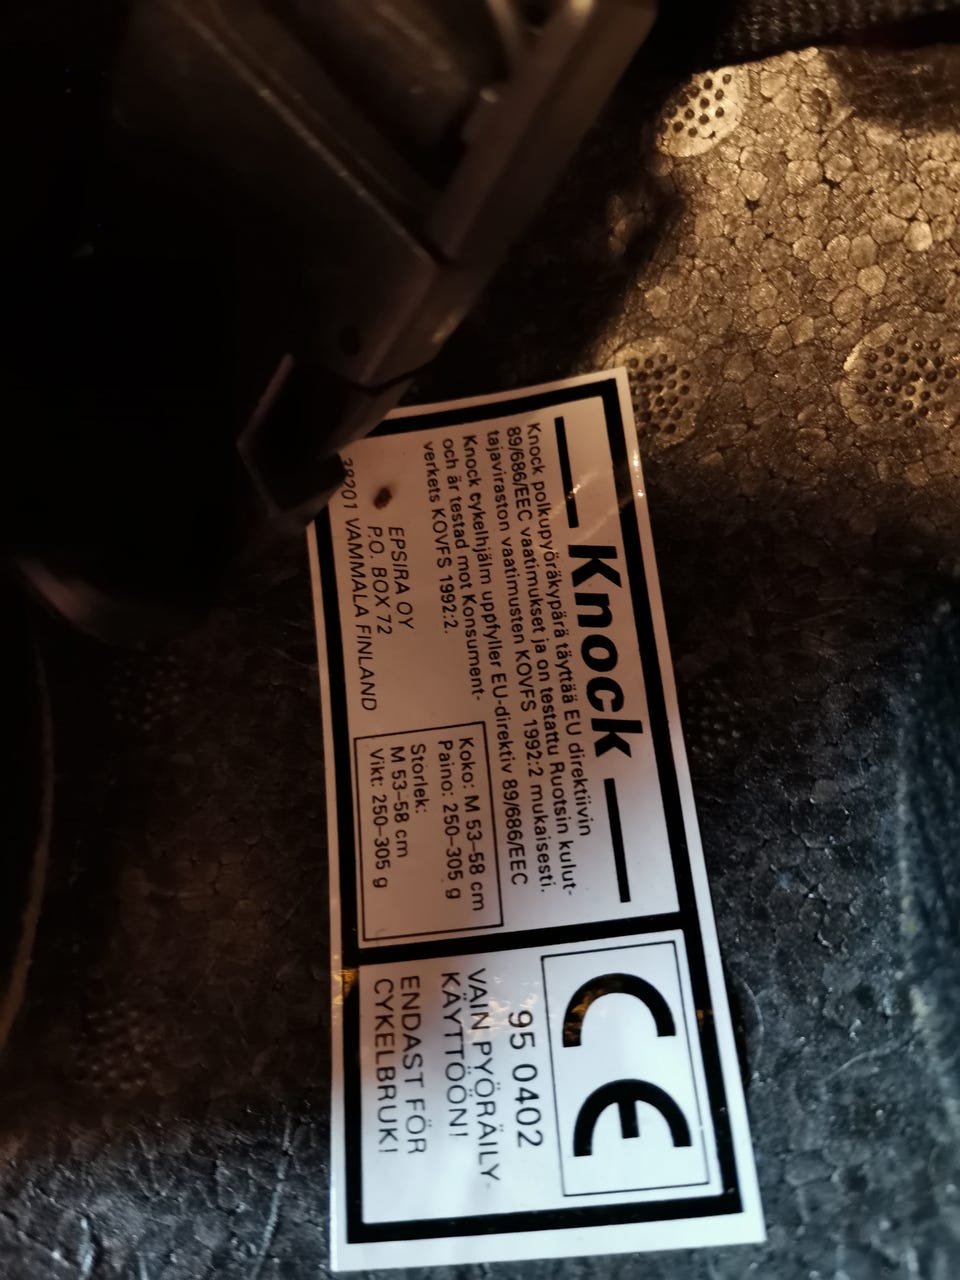 Knock
Knock polkupyöräkypärä täyttää EU direktiivin
89/686/EEC vaatimukset ja on testattu Ruotsin kulut-
tajaviraston vaatimusten KOVFS 1992:2 mukaisesti.
Knock cykelhjälm uppfyller EU-direktiv 89/686/EEC
och är testad mot Konsument-
verkets KOVFS 1992:2.
EPSIRA OY
P.O. BOX 72
38201 VAMMALA FINLAND
Koko: M 53–58 cm
Paino: 250–305 g
Storlek:
M 53–58 cm
Vikt: 250–305 g
CE
95 0402
VAIN PYÖRÄILY-
KÄYTTÖÖN!
ENDAST FÖR
CYKELBRUK!